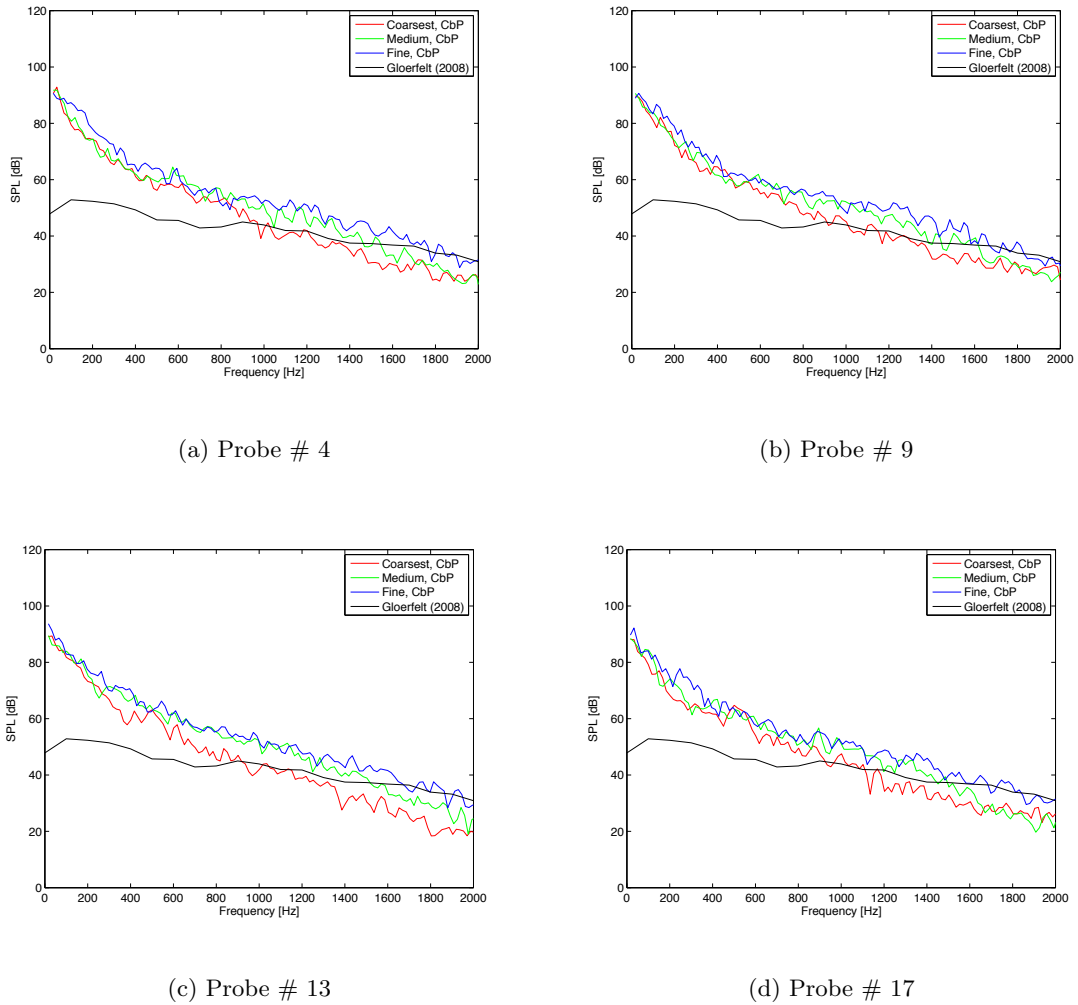 120
100
80
60
40
20
0
SPL [dB]
0 200 400 600 800 1000 1200 1400 1600 1800 2000
Frequency [Hz]
Coarsest, CbP
Medium, CbP
Fine, CbP
Gloerfelt (2008)
(a) Probe # 4
120
100
80
60
40
20
0
SPL [dB]
0 200 400 600 800 1000 1200 1400 1600 1800 2000
Frequency [Hz]
Coarsest, CbP
Medium, CbP
Fine, CbP
Gloerfelt (2008)
(b) Probe # 9
120
100
80
60
40
20
0
SPL [dB]
0 200 400 600 800 1000 1200 1400 1600 1800 2000
Frequency [Hz]
Coarsest, CbP
Medium, CbP
Fine, CbP
Gloerfelt (2008)
(c) Probe # 13
120
100
80
60
40
20
0
SPL [dB]
0 200 400 600 800 1000 1200 1400 1600 1800 2000
Frequency [Hz]
Coarsest, CbP
Medium, CbP
Fine, CbP
Gloerfelt (2008)
(d) Probe # 17